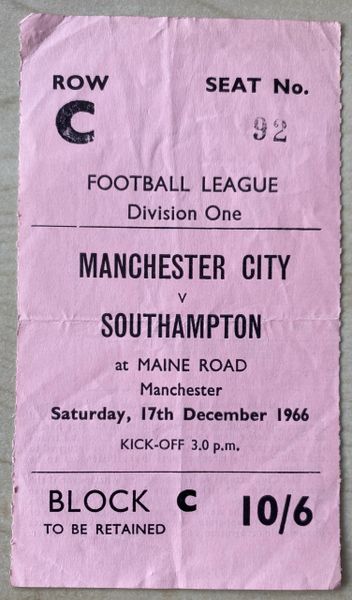 ROW SEAT No.
C 92
FOOTBALL LEAGUE
Division One
MANCHESTER CITY
v
SOUTHAMPTON
at MAINE ROAD
Manchester
Saturday, 17th December 1966
KICK-OFF 3.0 p.m.
BLOCK C 10/6
TO BE RETAINED